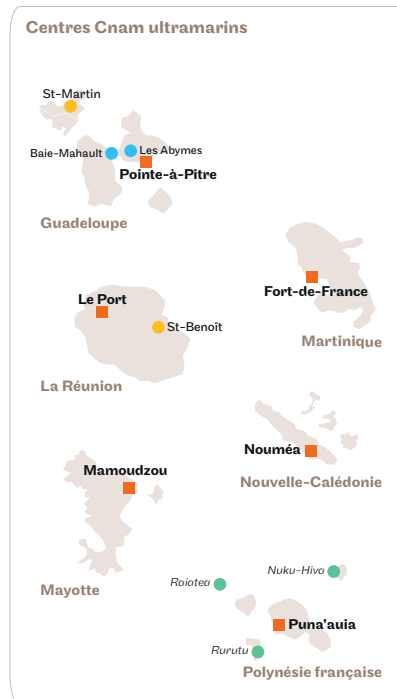 Centres Cnam ultramarins
St-Martin
Baie-Mahault
Les Abymes
Pointe-à-Pitre
Guadeloupe
Fort-de-France
Martinique
Le Port
St-Benoît
La Réunion
Nouméa
Nouvelle-Calédonie
Mamoudzou
Mayotte
Raiatea
Nuku-Hiva
Puna'auia
Rurutu
Polynésie française